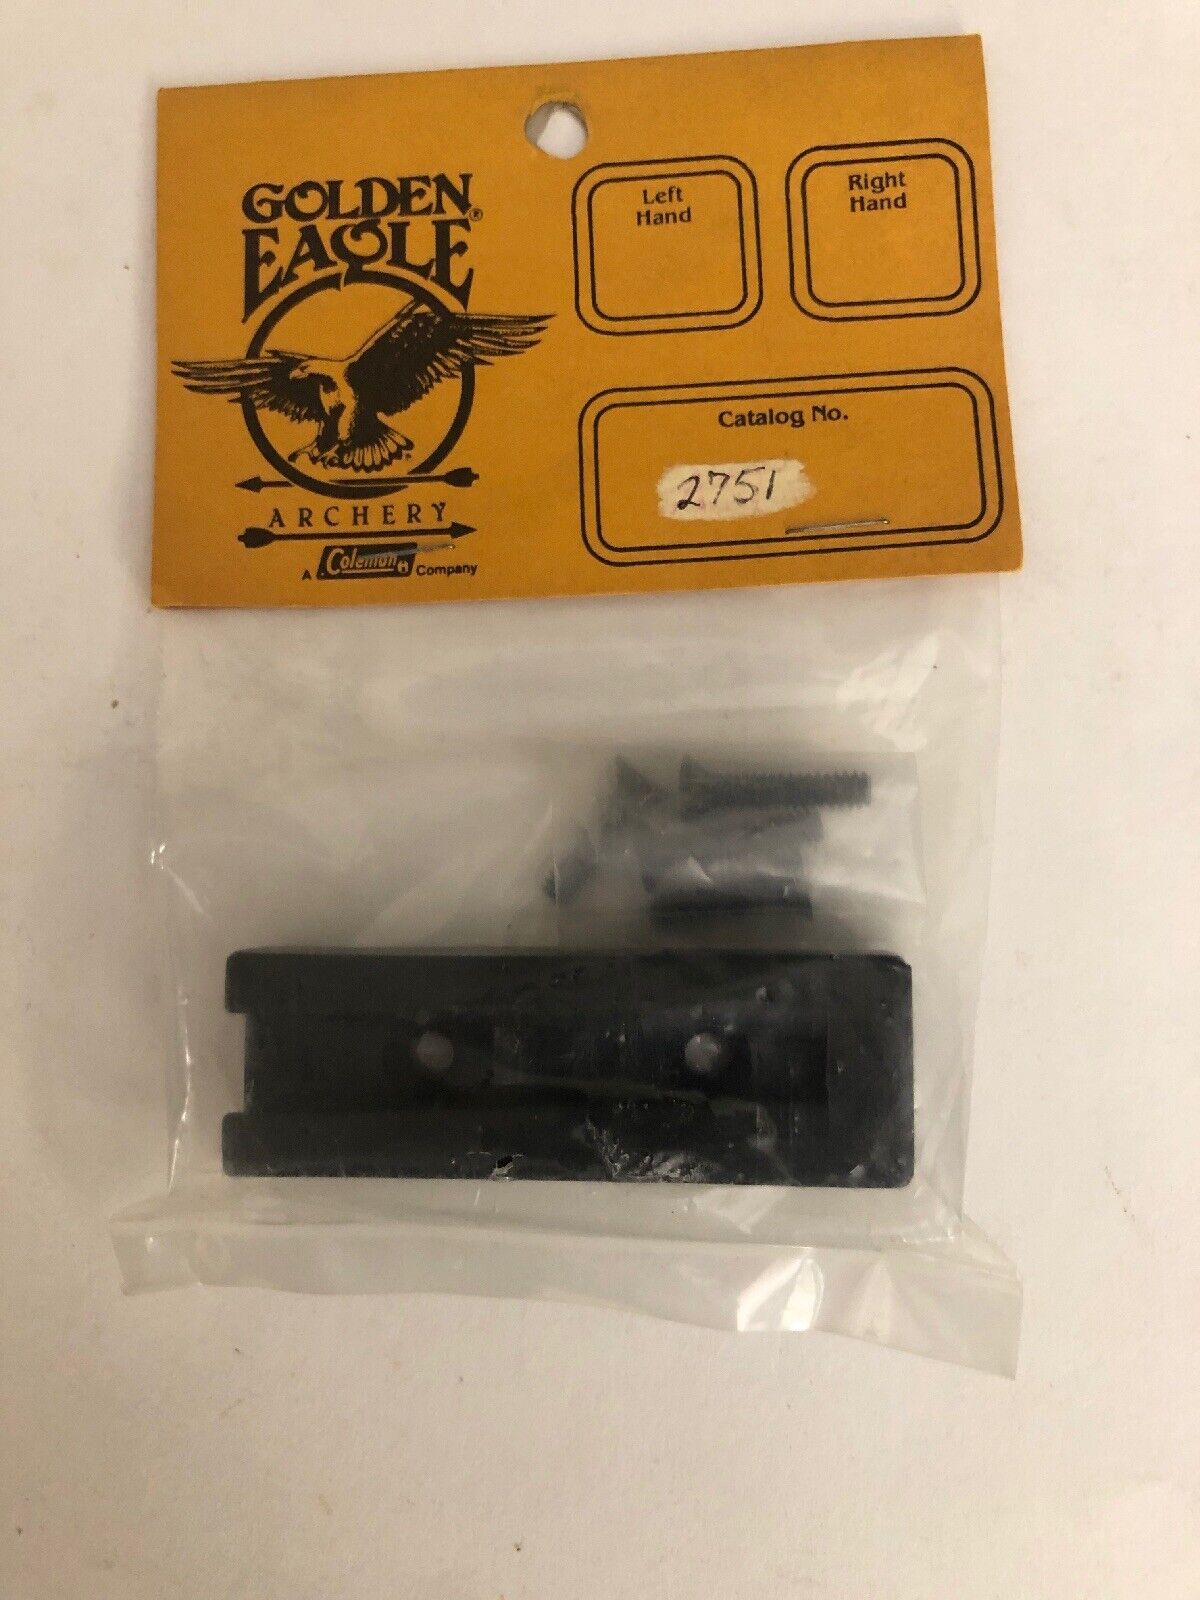 GOLDEN
EAGLE®
ARCHERY
A Coleman Company
Left
Hand
Right
Hand
Catalog No.
2751